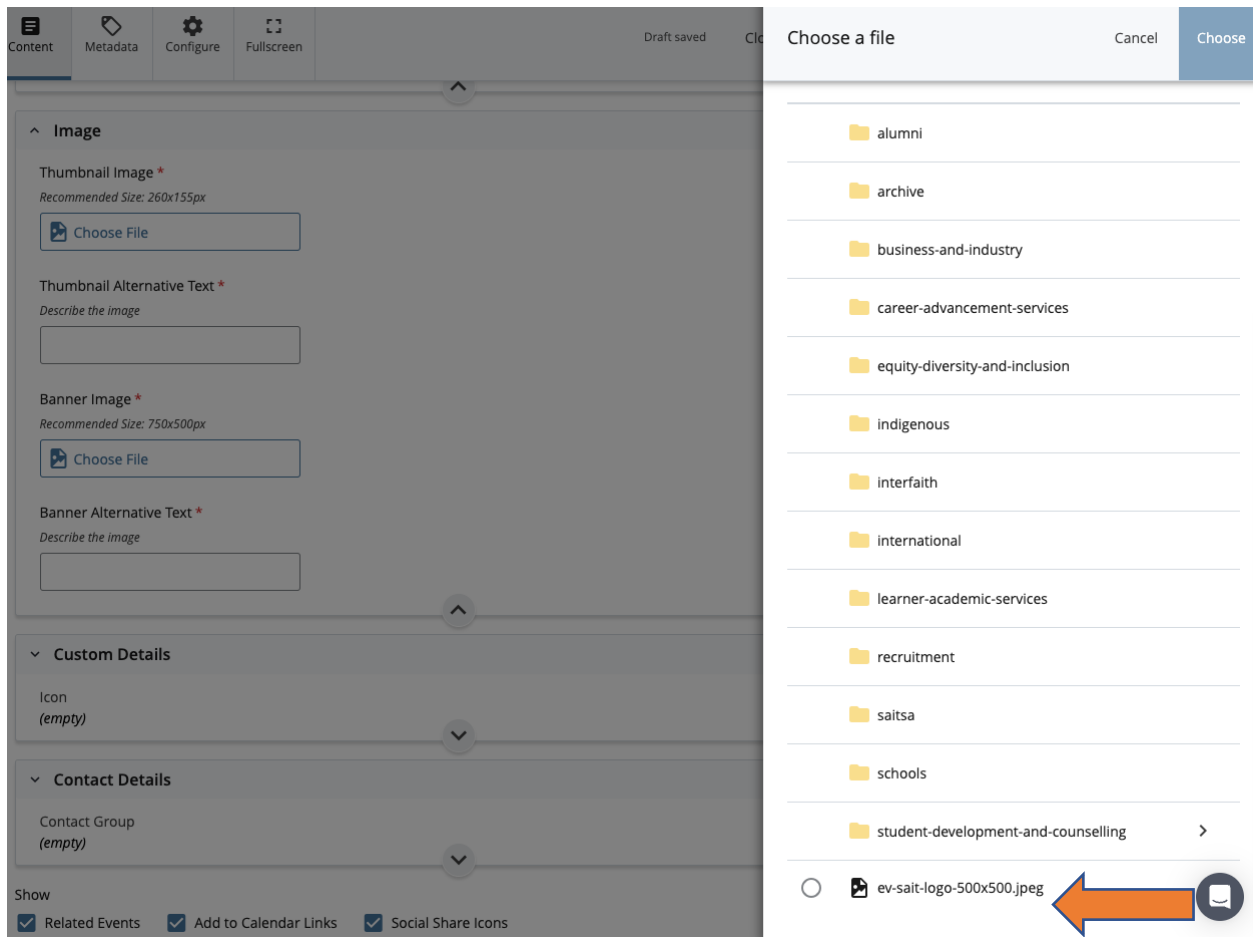 Content
Metadata
Configure
Fullscreen
Draft saved
Clo
Image
Thumbnail Image *
Recommended Size: 260x155px
Choose File
Thumbnail Alternative Text *
Describe the image
Banner Image *
Recommended Size: 750x500px
Choose File
Banner Alternative Text *
Describe the image
Custom Details
Icon
(empty)
Contact Details
Contact Group
(empty)
Show
Related Events
Add to Calendar Links
Social Share Icons
Choose a file
Cancel
Choose
alumni
archive
business-and-industry
career-advancement-services
equity-diversity-and-inclusion
indigenous
interfaith
international
learner-academic-services
recruitment
saitsa
schools
student-development-and-counselling
ev-sait-logo-500x500.jpeg